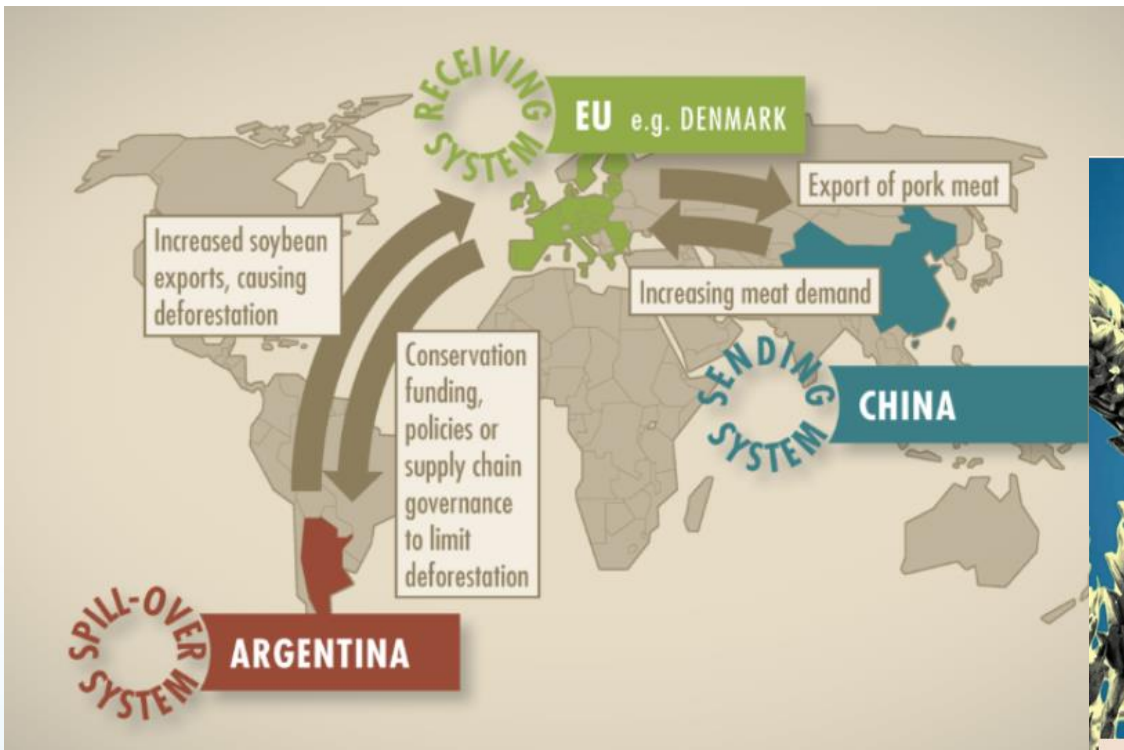 RECEIVING SYSTEM
EU e.g. DENMARK
Export of pork meat
Increased soybean
exports, causing
deforestation
Increasing meat demand
Conservation
funding,
policies or
supply chain
governance
to limit
deforestation
SENDING SYSTEM
CHINA
SPILL-OVER SYSTEM
ARGENTINA